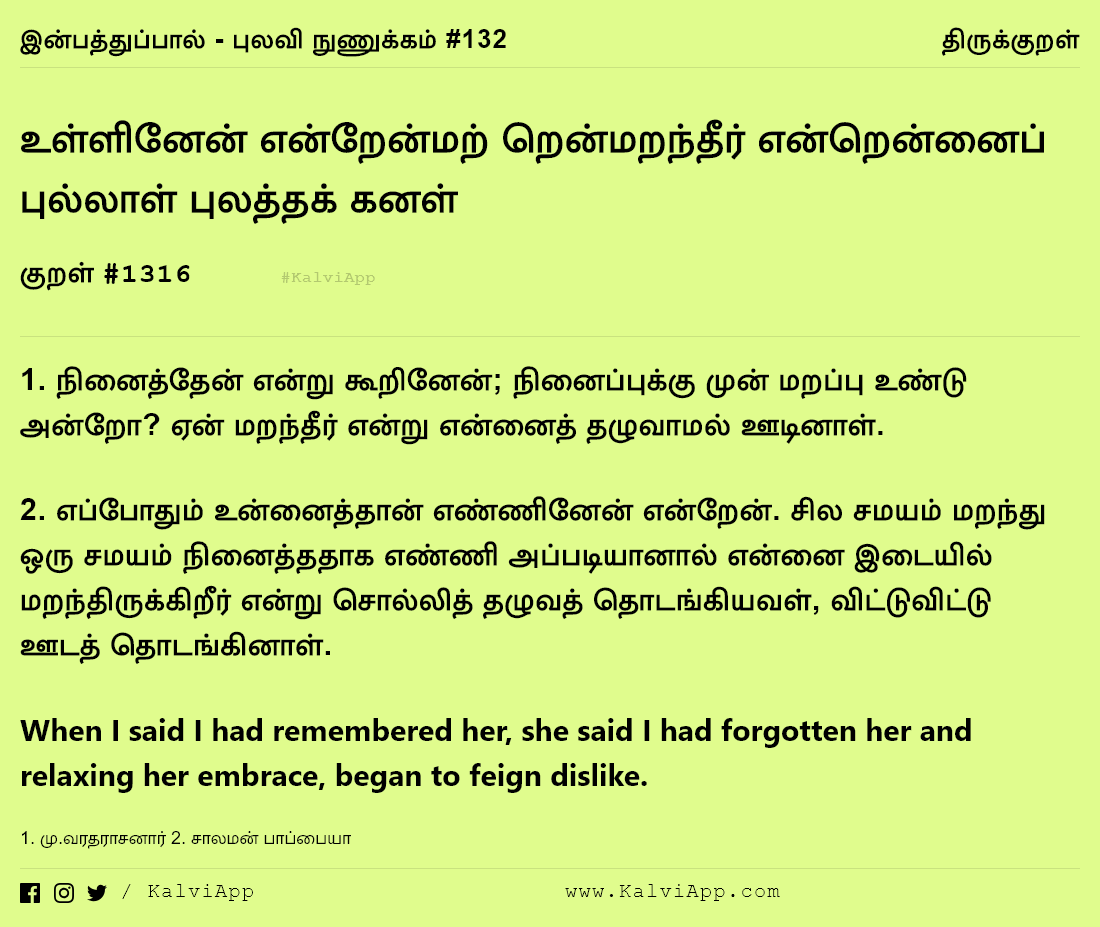 இன்பத்துப்பால் - புலவி நுணுக்கம் #132 திருக்குறள்
உள்ளினேன் என்றேன்மற் றென்மறந்தீர் என்றென்னைப்
புல்லாள் புலத்தக் கனள்
குறள் #1316 #KalviApp
1. நினைத்தேன் என்று கூறினேன்; நினைப்புக்கு முன் மறப்பு உண்டு
அன்றோ? ஏன் மறந்தீர் என்று என்னைத் தழுவாமல் ஊடினாள்.
2. எப்போதும் உன்னைத்தான் எண்ணினேன் என்றேன். சில சமயம் மறந்து
ஒரு சமயம் நினைத்ததாக எண்ணி அப்படியானால் என்னை இடையில்
மறந்திருக்கிறீர் என்று சொல்லித் தழுவத் தொடங்கியவள், விட்டுவிட்டு
ஊடத் தொடங்கினாள்.
When I said I had remembered her, she said I had forgotten her and
relaxing her embrace, began to feign dislike.
1. மு.வரதராசனார் 2. சாலமன் பாப்பையா
/ KalviApp www.KalviApp.com